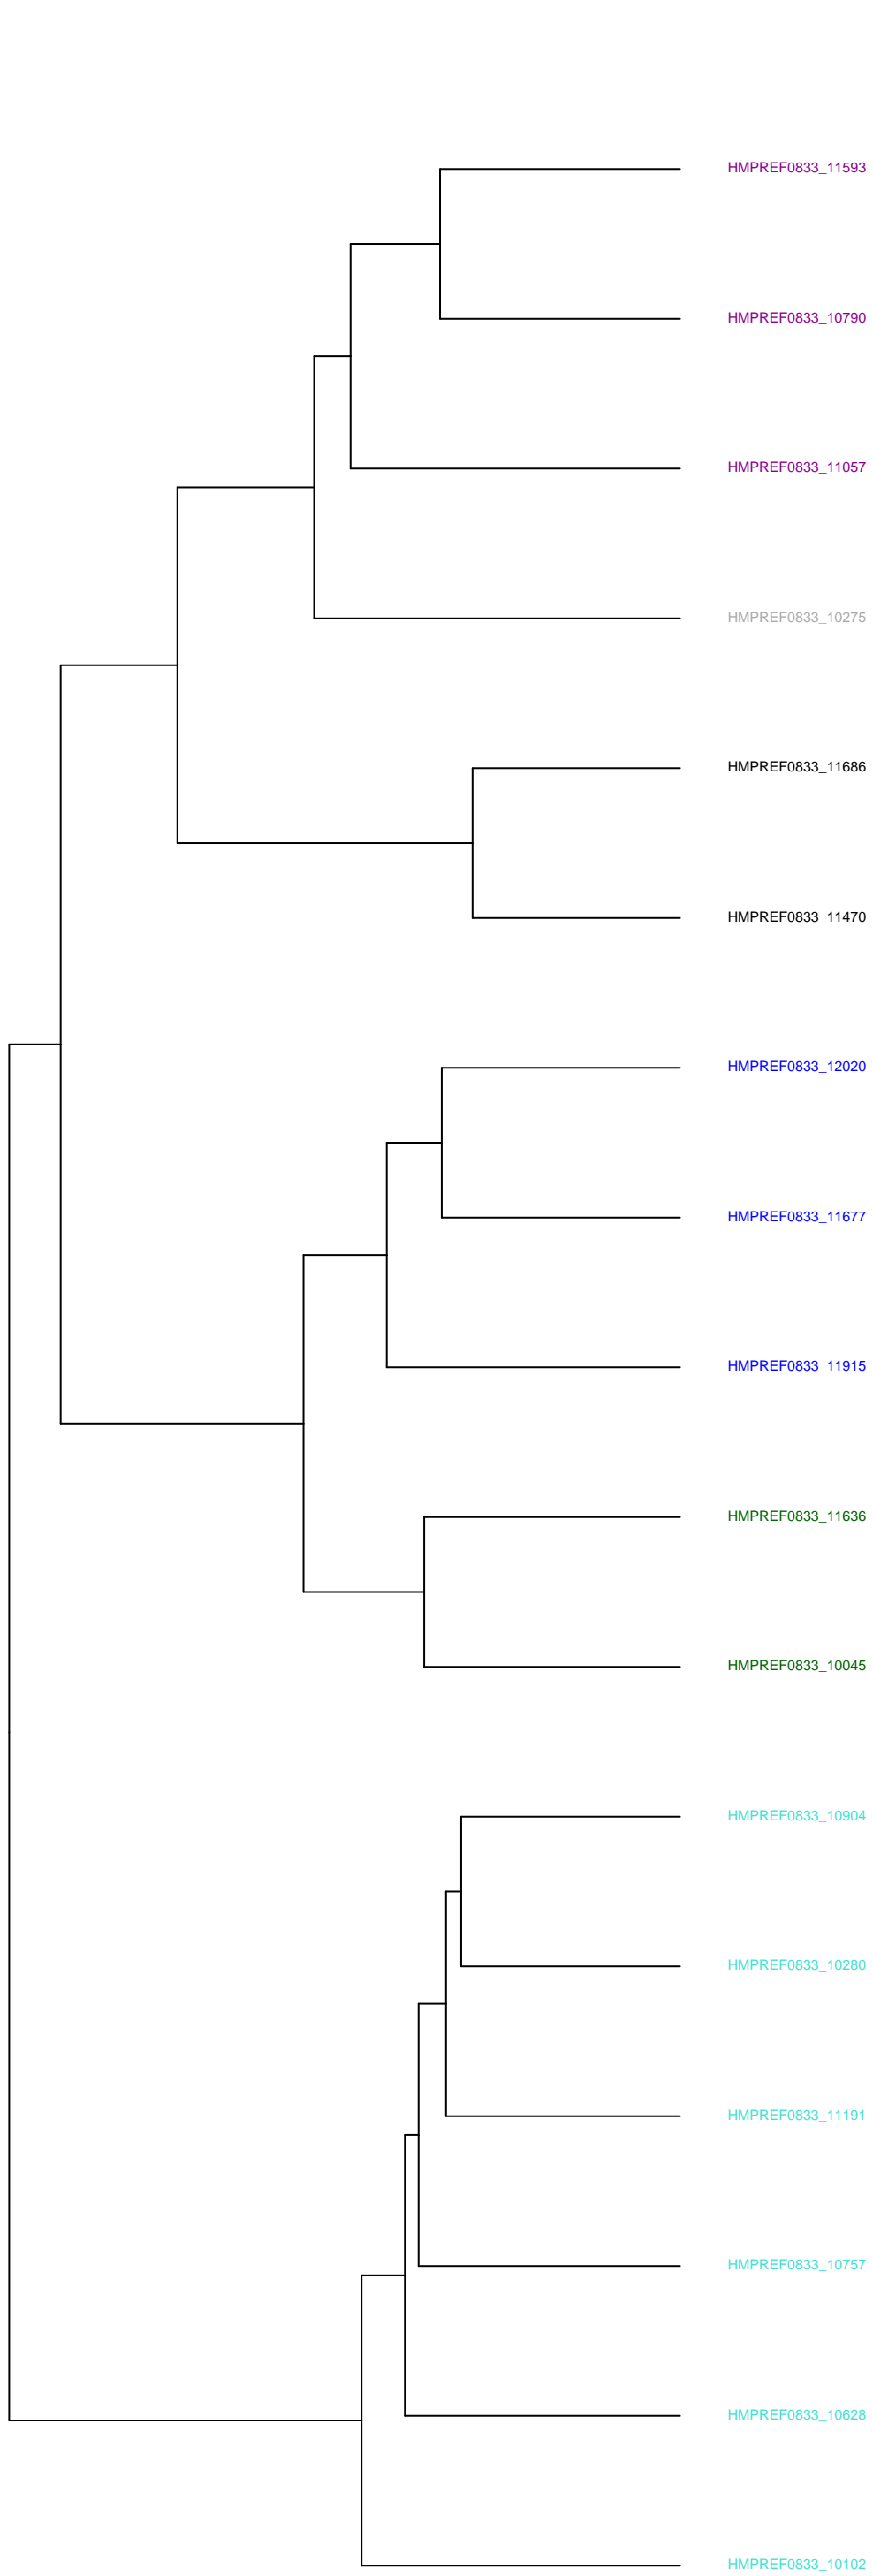 HMPREF0833_11593
HMPREF0833_10790
HMPREF0833_11057
HMPREF0833_10275
HMPREF0833_11686
HMPREF0833_11470
HMPREF0833_12020
HMPREF0833_11677
HMPREF0833_11915
HMPREF0833_11636
HMPREF0833_10045
HMPREF0833_10904
HMPREF0833_10280
HMPREF0833_11191
HMPREF0833_10757
HMPREF0833_10628
HMPREF0833_10102